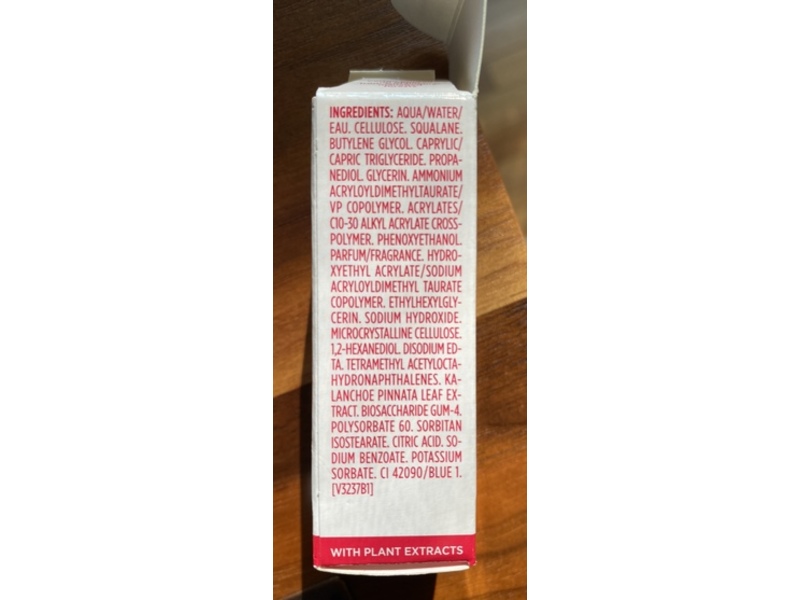 INGREDIENTS: AQUA/WATER/
EAU. CELLULOSE. SQUALANE.
BUTYLENE GLYCOL. CAPRYLIC/
CAPRIC TRIGLYCERIDE. PROPA-
NEDIOL. GLYCERIN. AMMONIUM
ACRYLOYLDIMETHYLTAURATE/
VP COPOLYMER. ACRYLATES/
C10-30 ALKYL ACRYLATE CROSS-
POLYMER. PHENOXYETHANOL.
PARFUM/FRAGRANCE. HYDRO-
XYETHYL ACRYLATE/SODIUM
ACRYLOYLDIMETHYL TAURATE
COPOLYMER. ETHYLHEXYLGLY-
CERIN. SODIUM HYDROXIDE.
MICROCRYSTALLINE CELLULOSE.
1,2-HEXANEDIOL. DISODIUM ED-
TA. TETRAMETHYL ACETYLOCTA-
HYDRONAPHTHALENES. KA-
LANCHOE PINNATA LEAF EX-
TRACT. BIOSACCHARIDE GUM-4.
POLYSORBATE 60. SORBITAN
ISOSTEARATE. CITRIC ACID. SO-
DIUM BENZOATE. POTASSIUM
SORBATE. CI 42090/BLUE 1.
[V3237B1]
WITH PLANT EXTRACTS